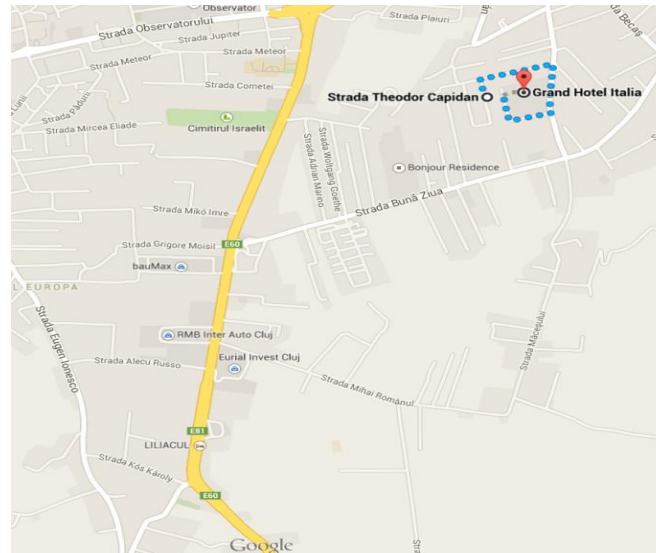 Observator
Strada Observatorului
Strada Plaiuri
Strada Becaș
Strada Jupiter
Strada Meteor
Strada Meteor
Strada Cometei
Strada Theodor Capidan
Grand Hotel Italia
Strada Pădurii
Strada Mircea Eliade
Cimitirul Israelit
Strada Adrian Marino
Strada Wolfgang Goethe
Bonjour Residence
Strada Bună Ziua
Strada Mikó Imre
Strada Grigore Moisil
E60
bauMax
L EUROPA
Strada Eugen Ionesco
RMB Inter Auto Cluj
Strada Măceșului
Strada Alecu Russo
Eurial Invest Cluj
Strada Mihai Românul
E81
LILIACUL
Strada Kós Károly
E60
Google